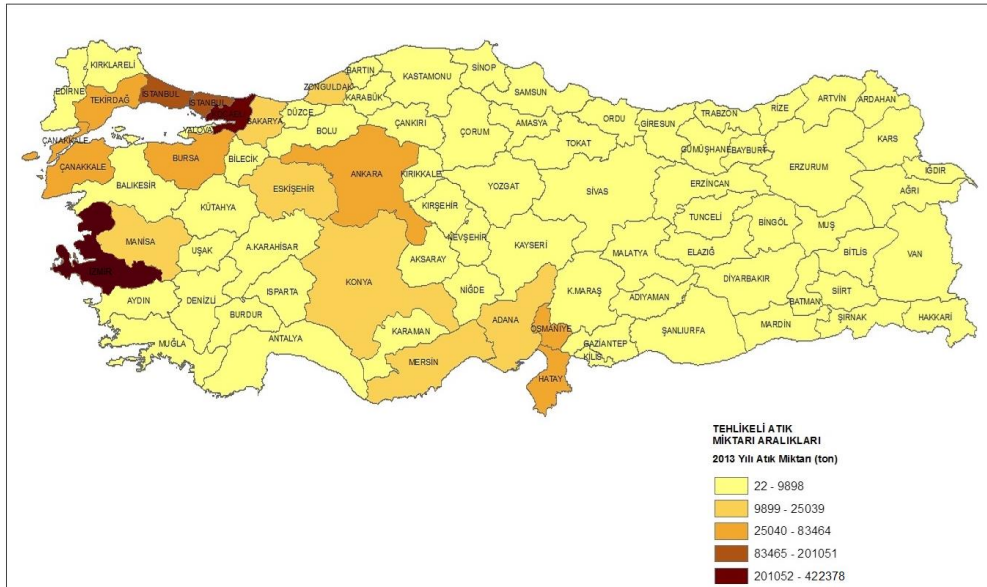 KIRKLARELİ
EDİRNE
TEKİRDAĞ
İSTANBUL
İSTANBUL
YALOVA
SAKARYA
DÜZCE
ZONGULDAK
BARTIN
KARABÜK
KASTAMONU
SİNOP
SAMSUN
ÇANAKKALE
ÇANAKKALE
BURSA
BİLECİK
BOLU
ÇANKIRI
ÇORUM
AMASYA
ORDU
TOKAT
GİRESUN
TRABZON
RİZE
ARTVİN
ARDAHAN
KARS
GÜMÜŞHANE
BAYBURT
ERZURUM
IĞDIR
AĞRI
BALIKESİR
KÜTAHYA
ESKİŞEHİR
ANKARA
KIRIKKALE
YOZGAT
SİVAS
ERZİNCAN
TUNCELİ
BİNGÖL
MUŞ
BİTLİS
VAN
MANİSA
İZMİR
UŞAK
A.KARAHİSAR
KIRŞEHİR
NEVŞEHİR
KAYSERİ
MALATYA
ELAZIĞ
DİYARBAKIR
BATMAN
SİİRT
ŞIRNAK
HAKKARİ
AYDIN
DENİZLİ
ISPARTA
BURDUR
KONYA
AKSARAY
NİĞDE
K.MARAŞ
ADIYAMAN
ŞANLIURFA
MARDİN
MUĞLA
ANTALYA
KARAMAN
MERSİN
ADANA
OSMANİYE
GAZİANTEP
KİLİS
HATAY
TEHLİKELİ ATIK
MİKTARI ARALIKLARI
2013 Yılı Atık Miktarı (ton)
22 - 9898
9899 - 25039
25040 - 83464
83465 - 201051
201052 - 422378